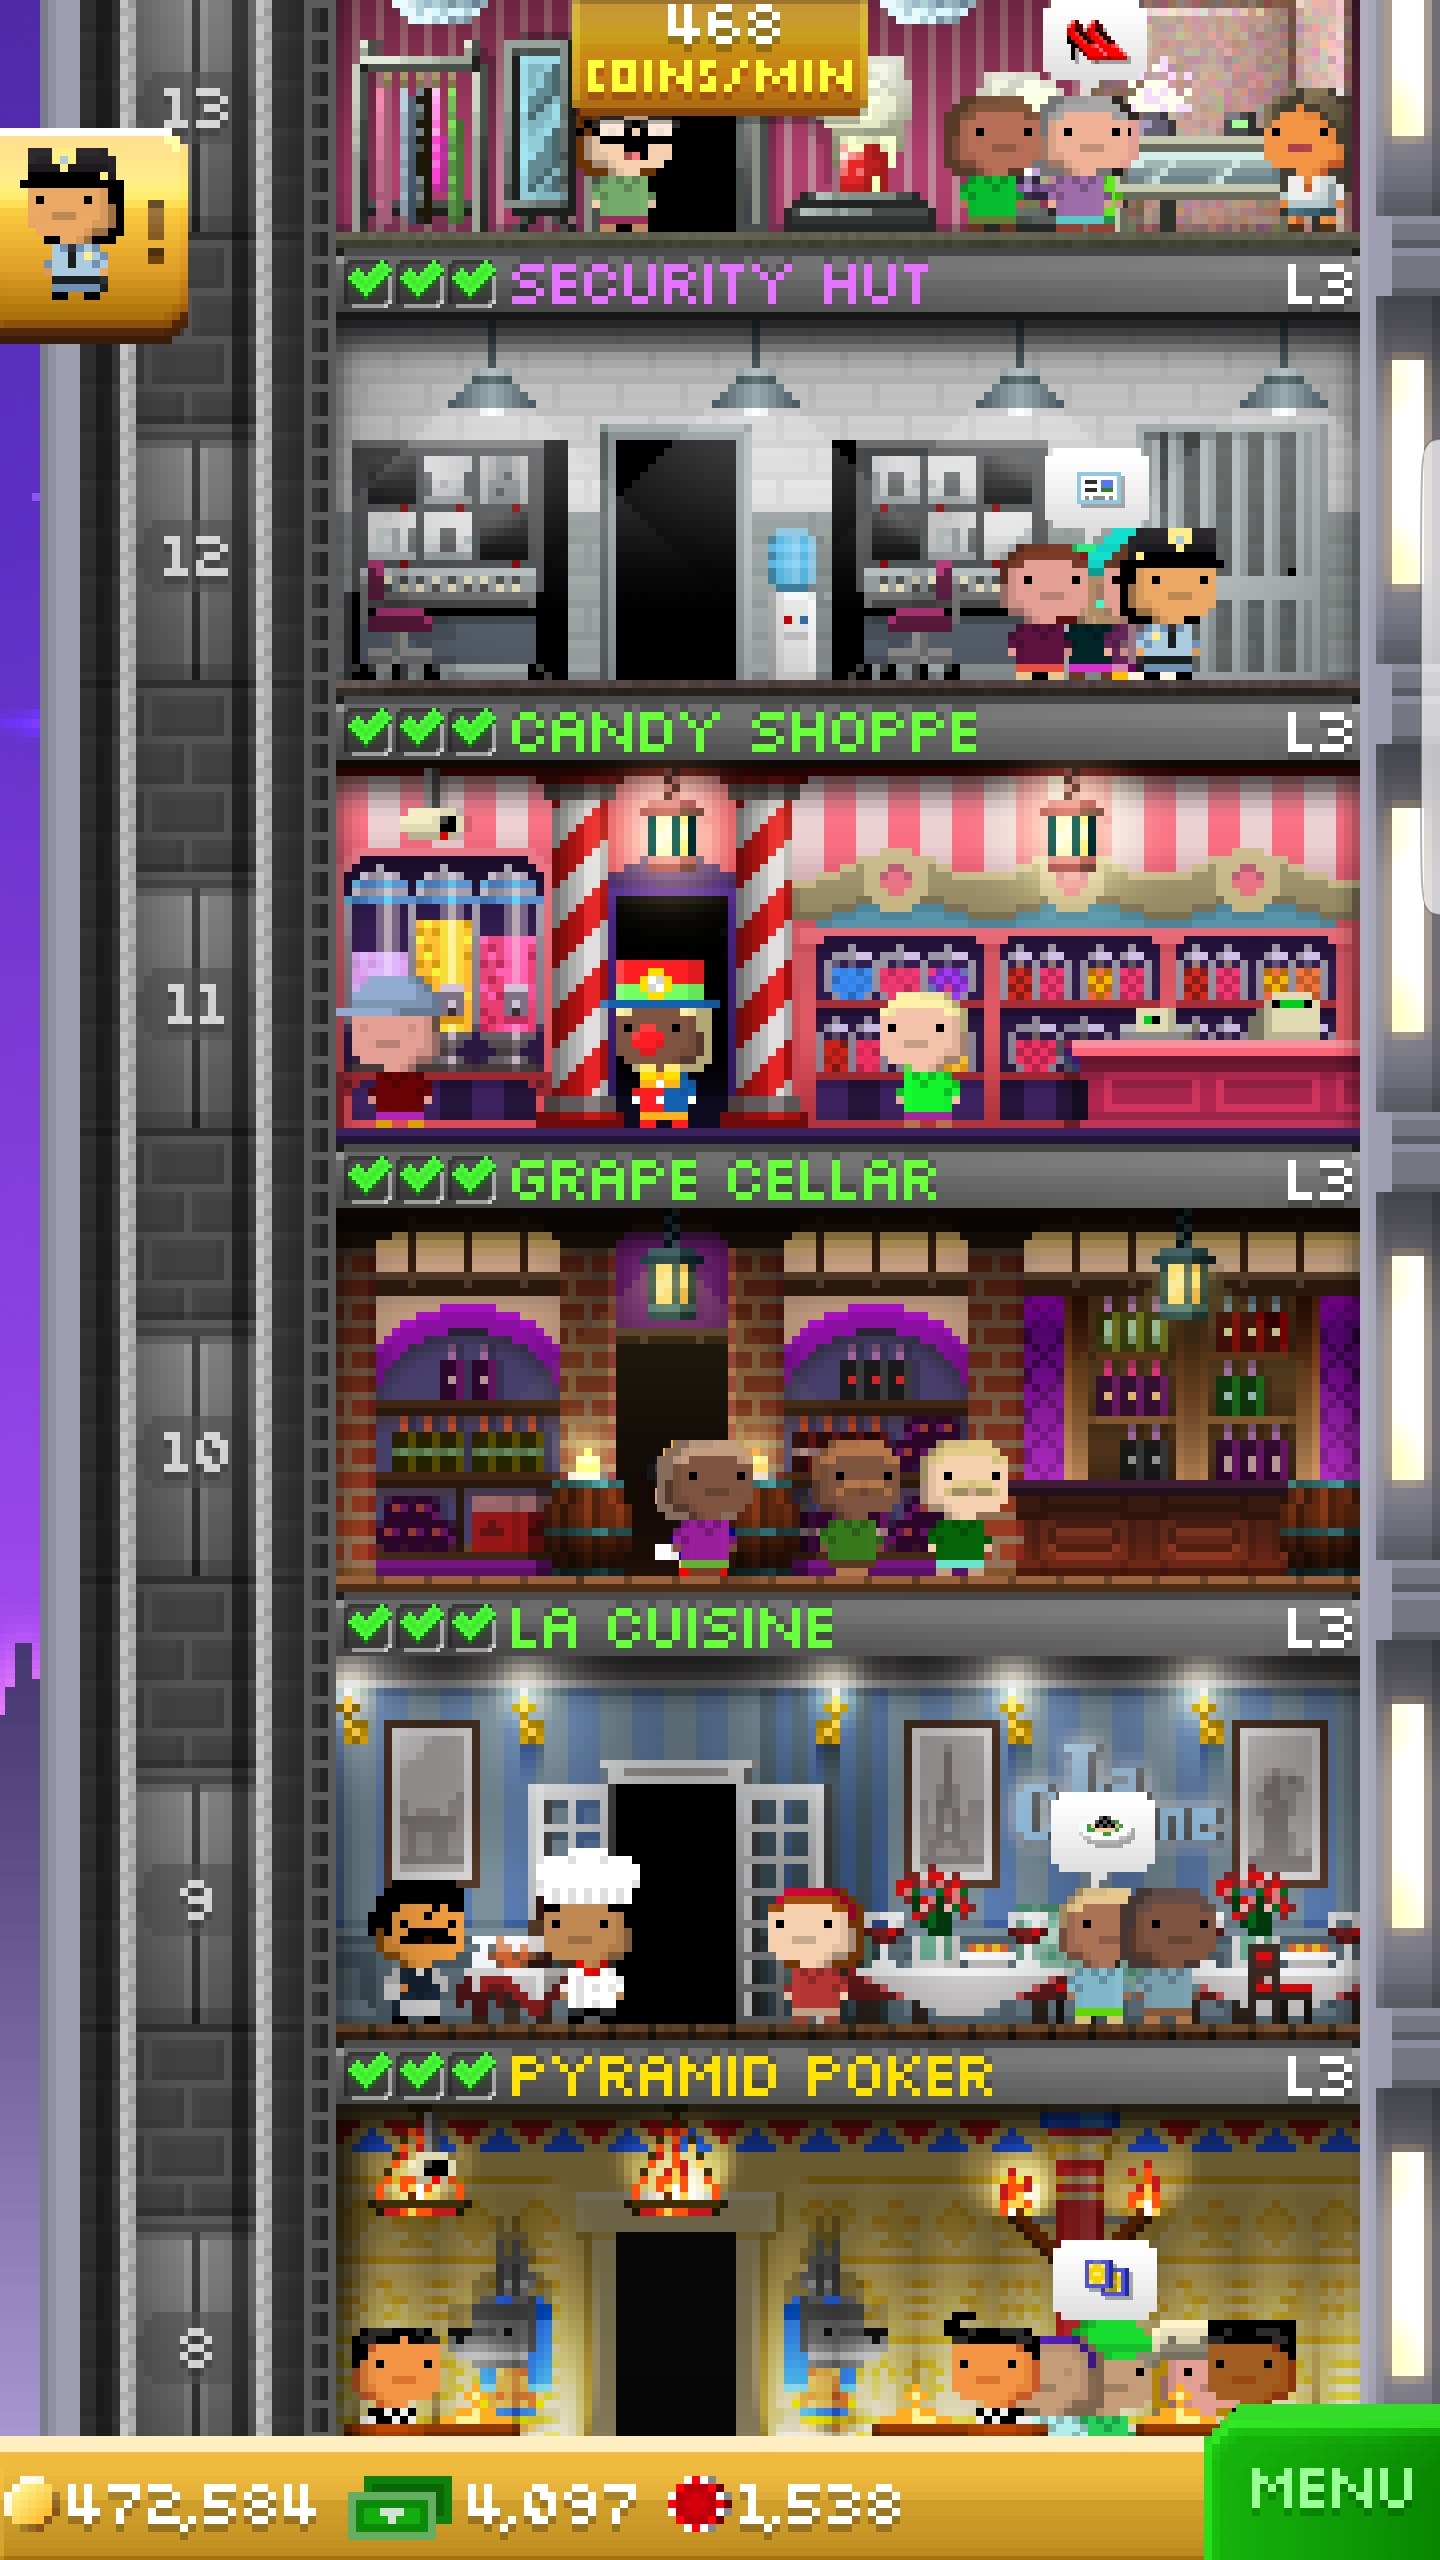 468
COINS/MIN
13
!
SECURITY HUT L3
12
CANDY SHOPPE L3
11
GRAPE CELLAR L3
10
LA CUISINE L3
9
PYRAMID POKER L3
8
472,584 4,097 1,538 MENU